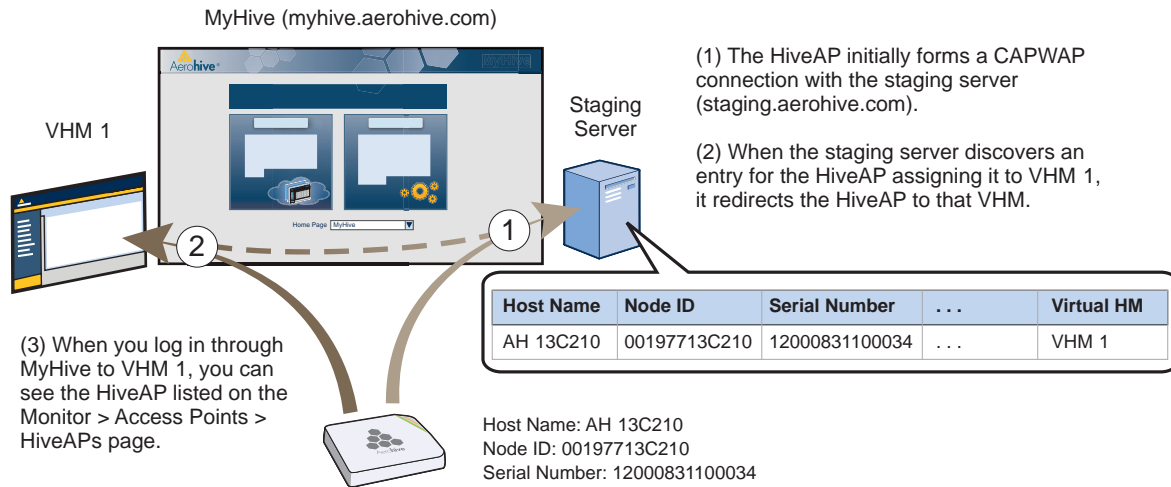 MyHive (myhive.aerohive.com)
Aerohive®
MyHive
VHM 1
Staging
Server
Home Page MyHive
1
2
(1) The HiveAP initially forms a CAPWAP
connection with the staging server
(staging.aerohive.com).
(2) When the staging server discovers an
entry for the HiveAP assigning it to VHM 1,
it redirects the HiveAP to that VHM.
Host Name Node ID Serial Number . . . Virtual HM
AH 13C210 00197713C210 12000831100034 . . . VHM 1
(3) When you log in through
MyHive to VHM 1, you can
see the HiveAP listed on the
Monitor > Access Points >
HiveAPs page.
Aerohive
Host Name: AH 13C210
Node ID: 00197713C210
Serial Number: 12000831100034